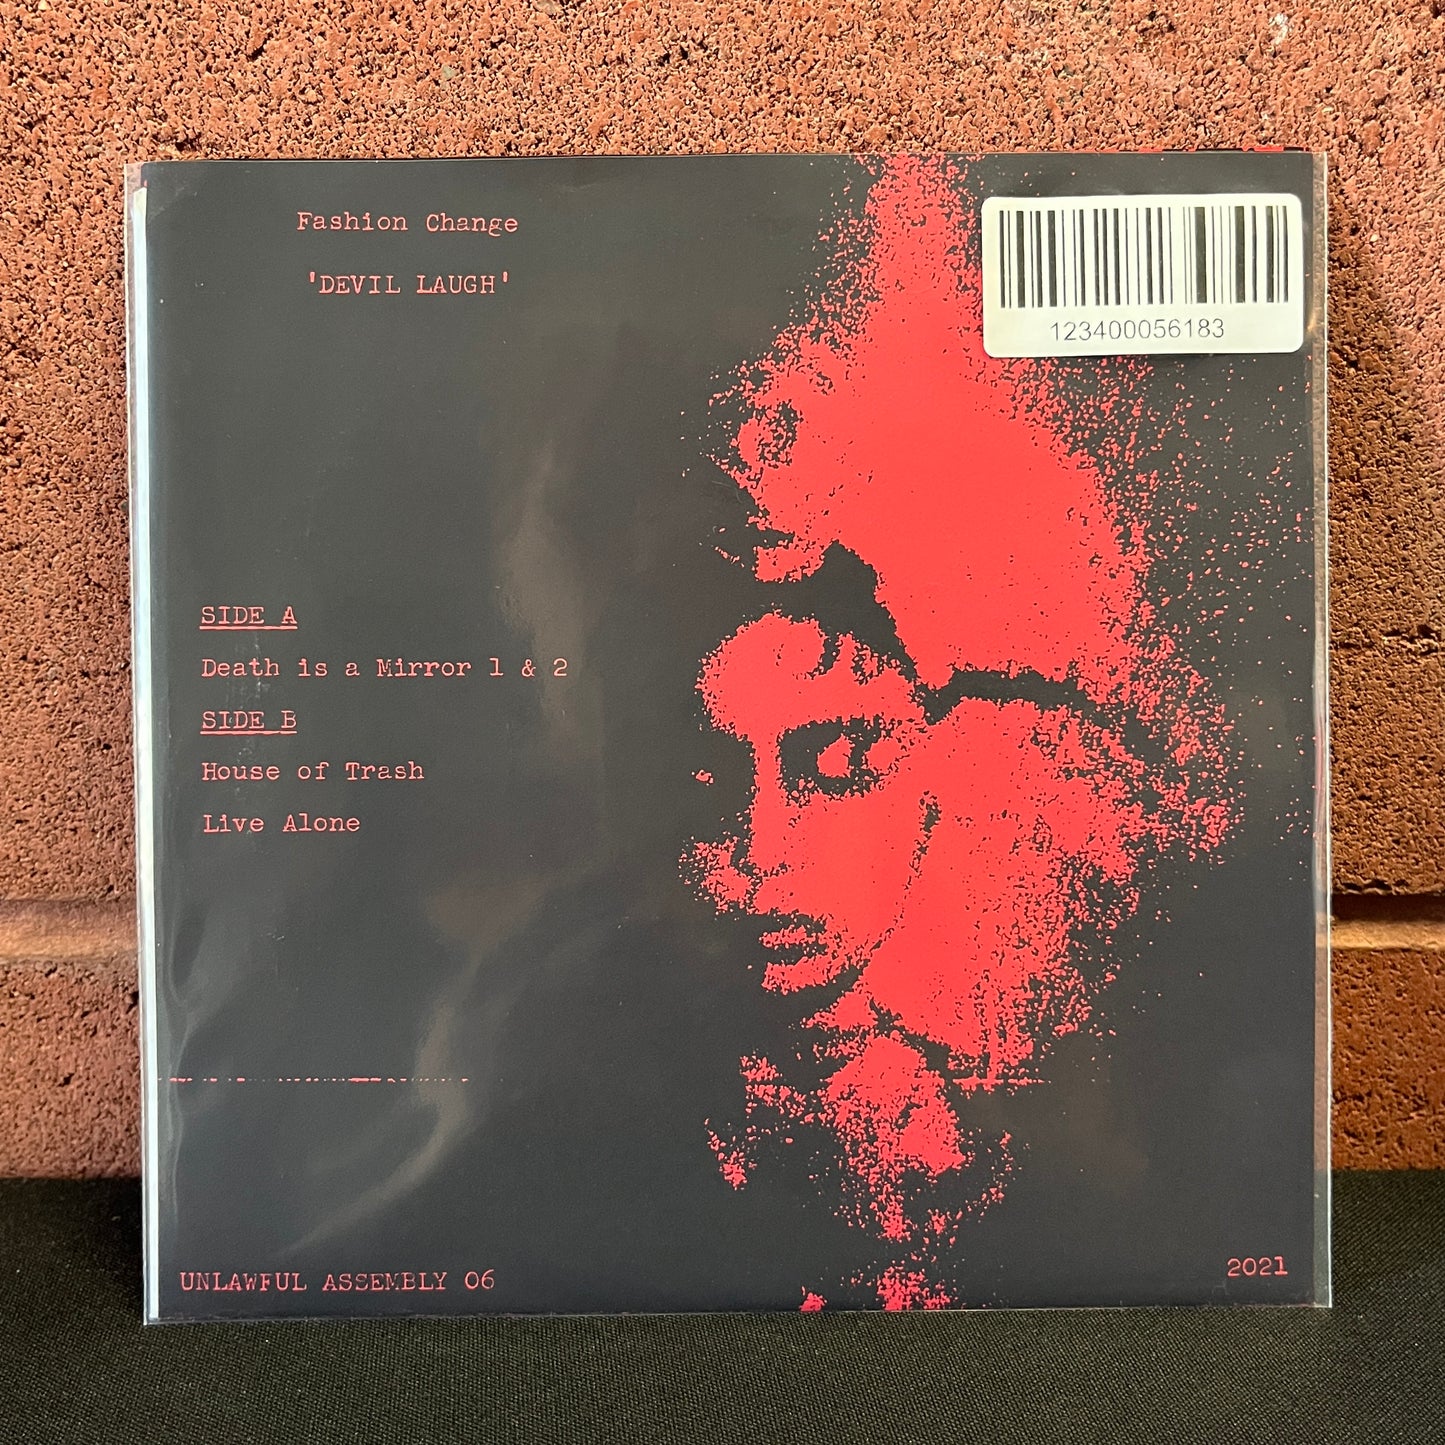 Fashion Change
'DEVIL LAUGH'
123400056183
SIDE A
Death is a Mirror 1 & 2
SIDE B
House of Trash
Live Alone
UNLAWFUL ASSEMBLY 06
2021